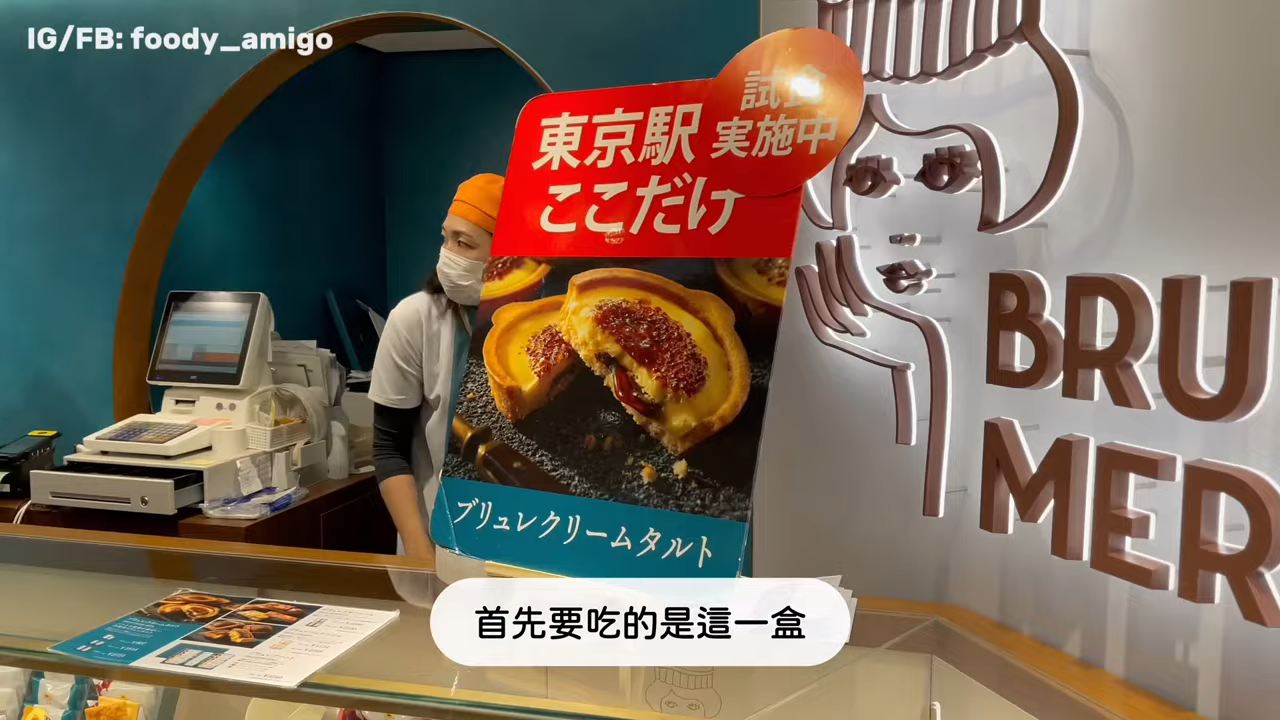 IG/FB: foody_amigo
東京駅
ここだけ
試食
実施中
ブリュレクリームタルト
BRU
MER
首先要吃的是這一盒